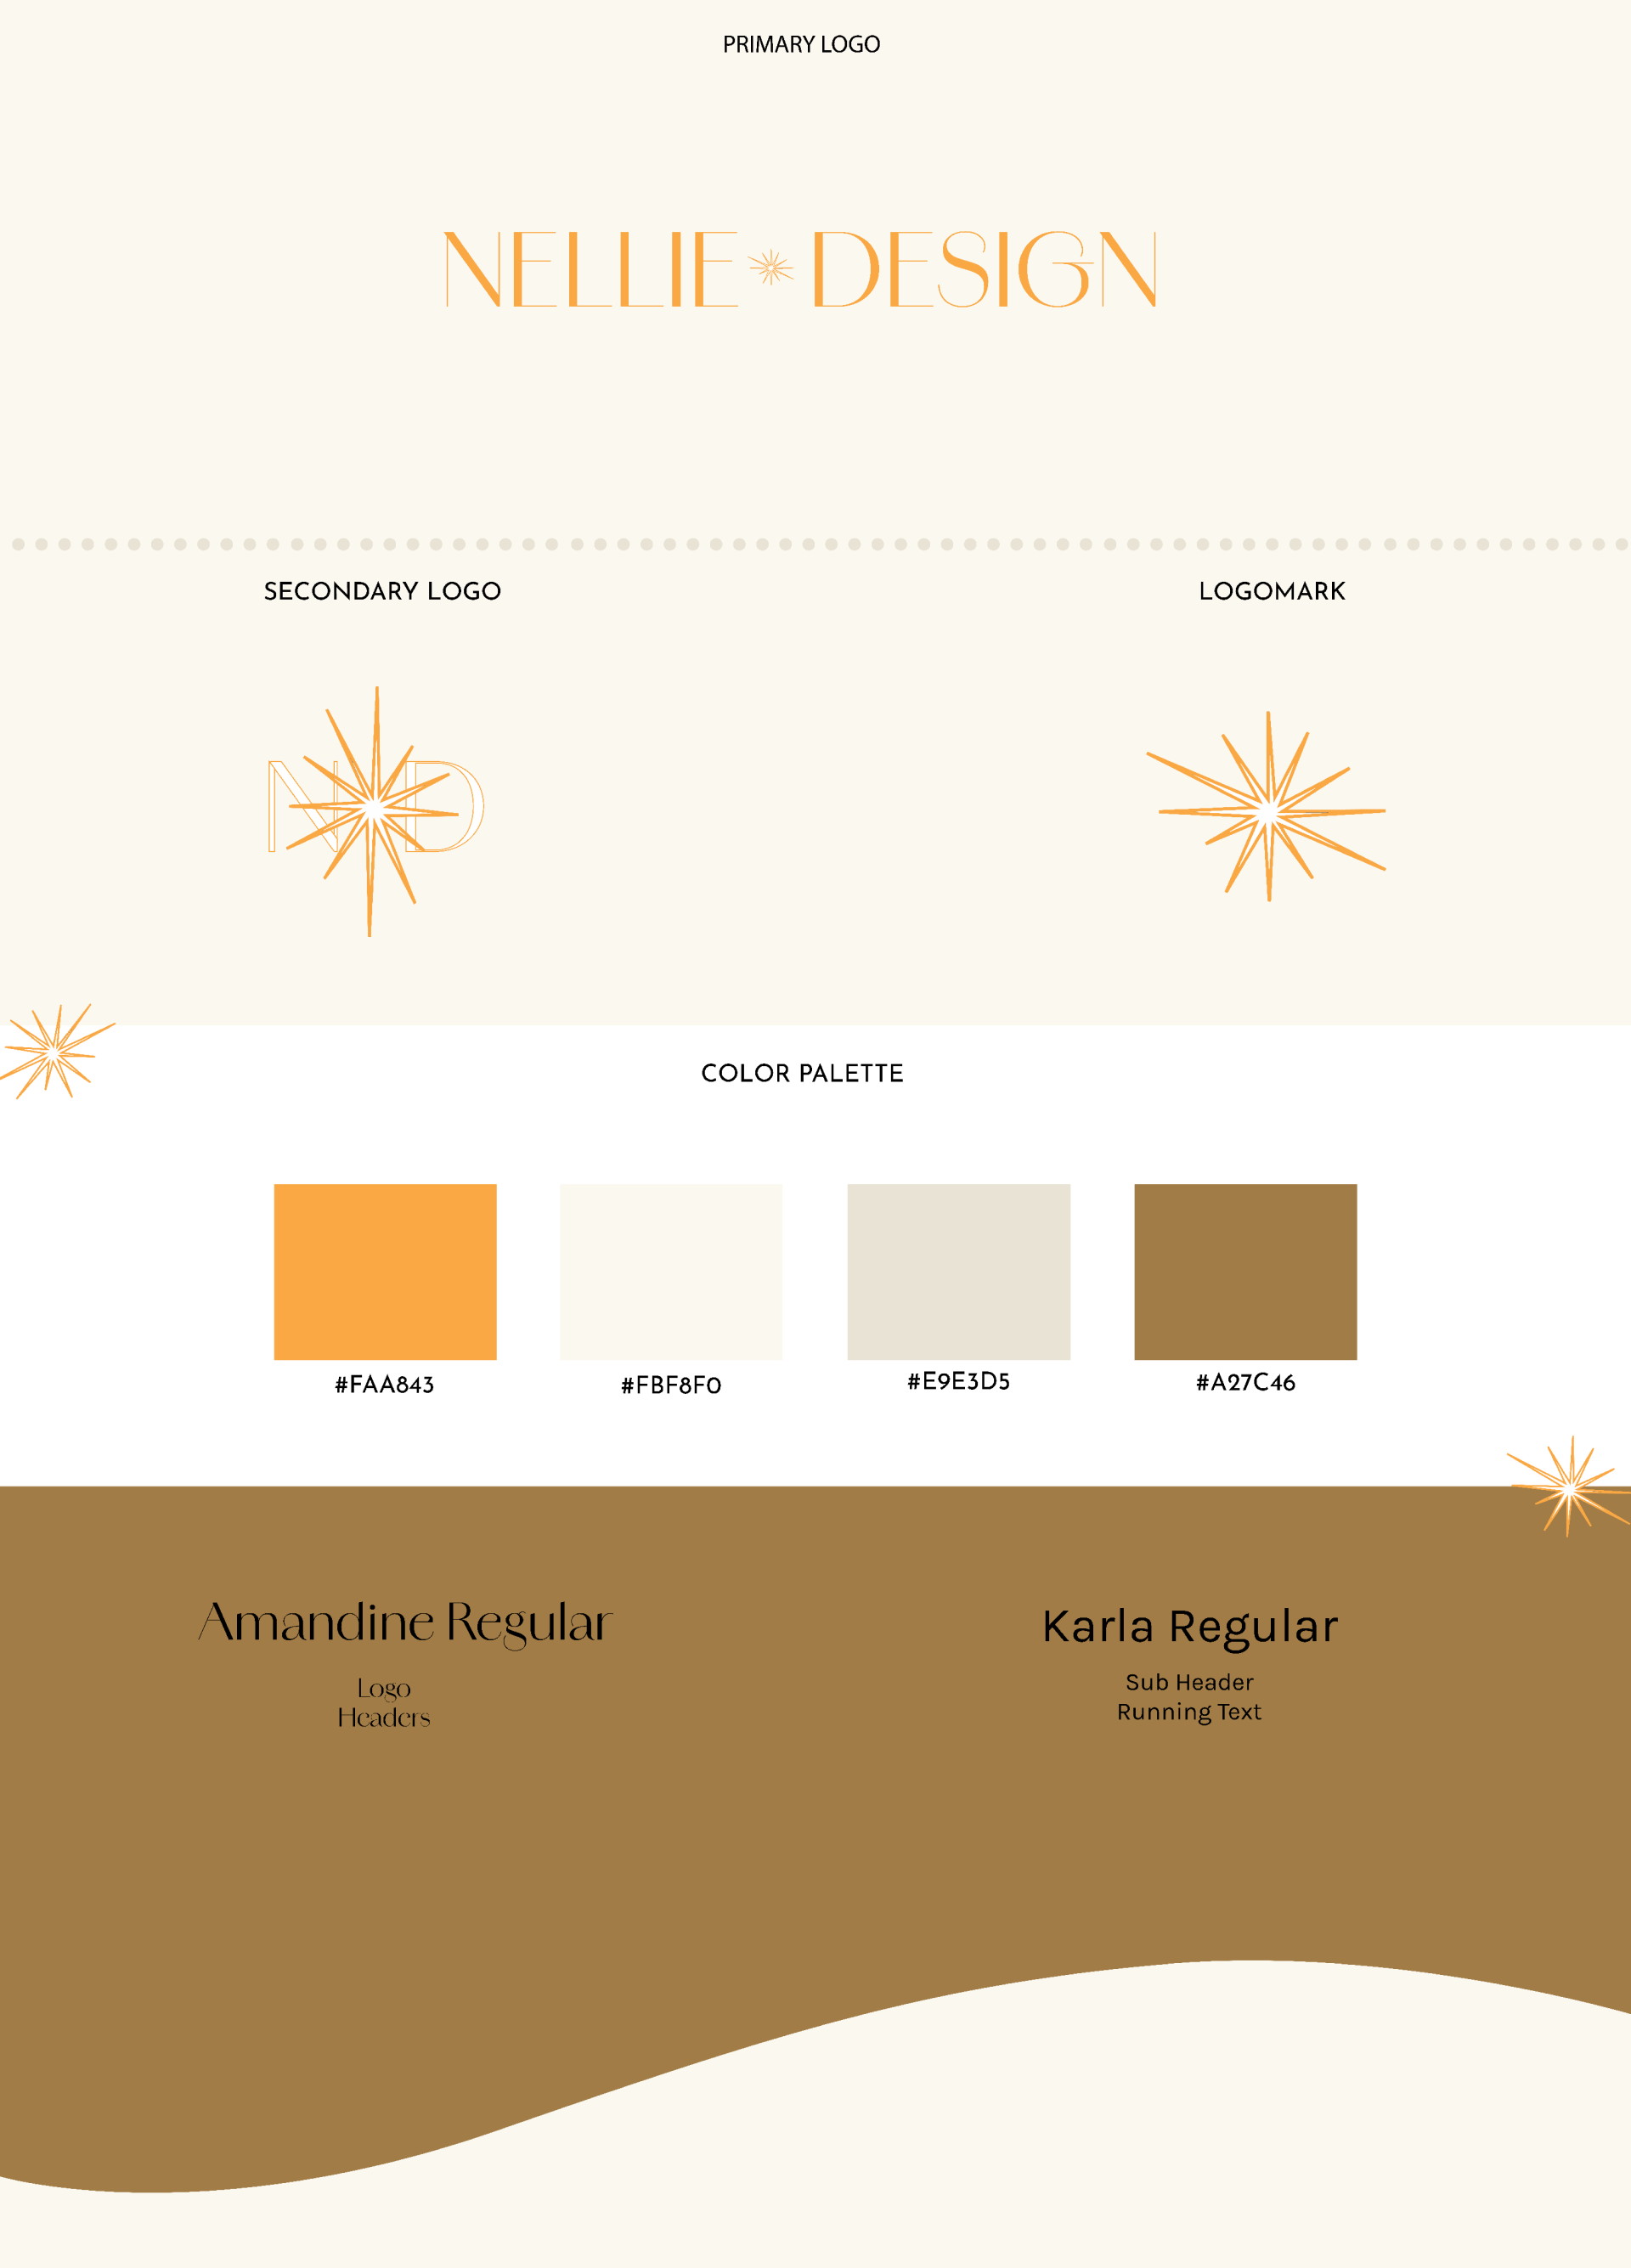 PRIMARY LOGO
NELLIE DESIGN
SECONDARY LOGO
LOGOMARK
ND
COLOR PALETTE
#FAA843
#FBF8F0
#E9E3D5
#A27C46
Amandine Regular
Logo
Headers
Karla Regular
Sub Header
Running Text